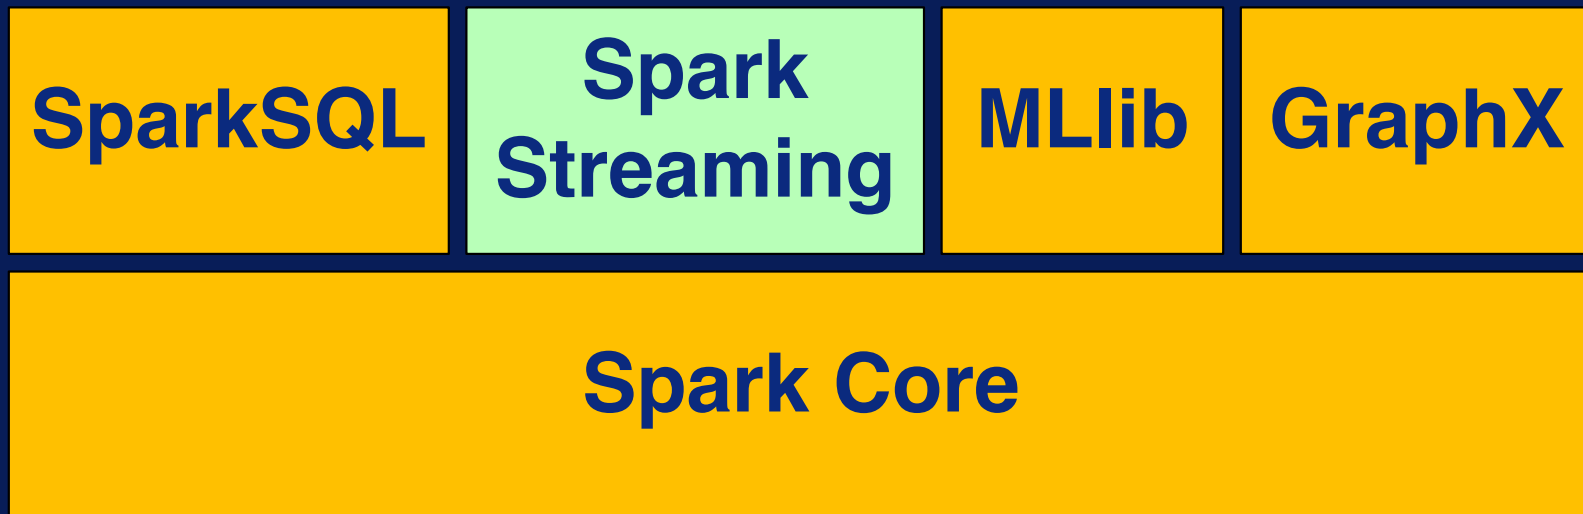 SparkSQL
Spark
Streaming
MLlib
GraphX
Spark Core